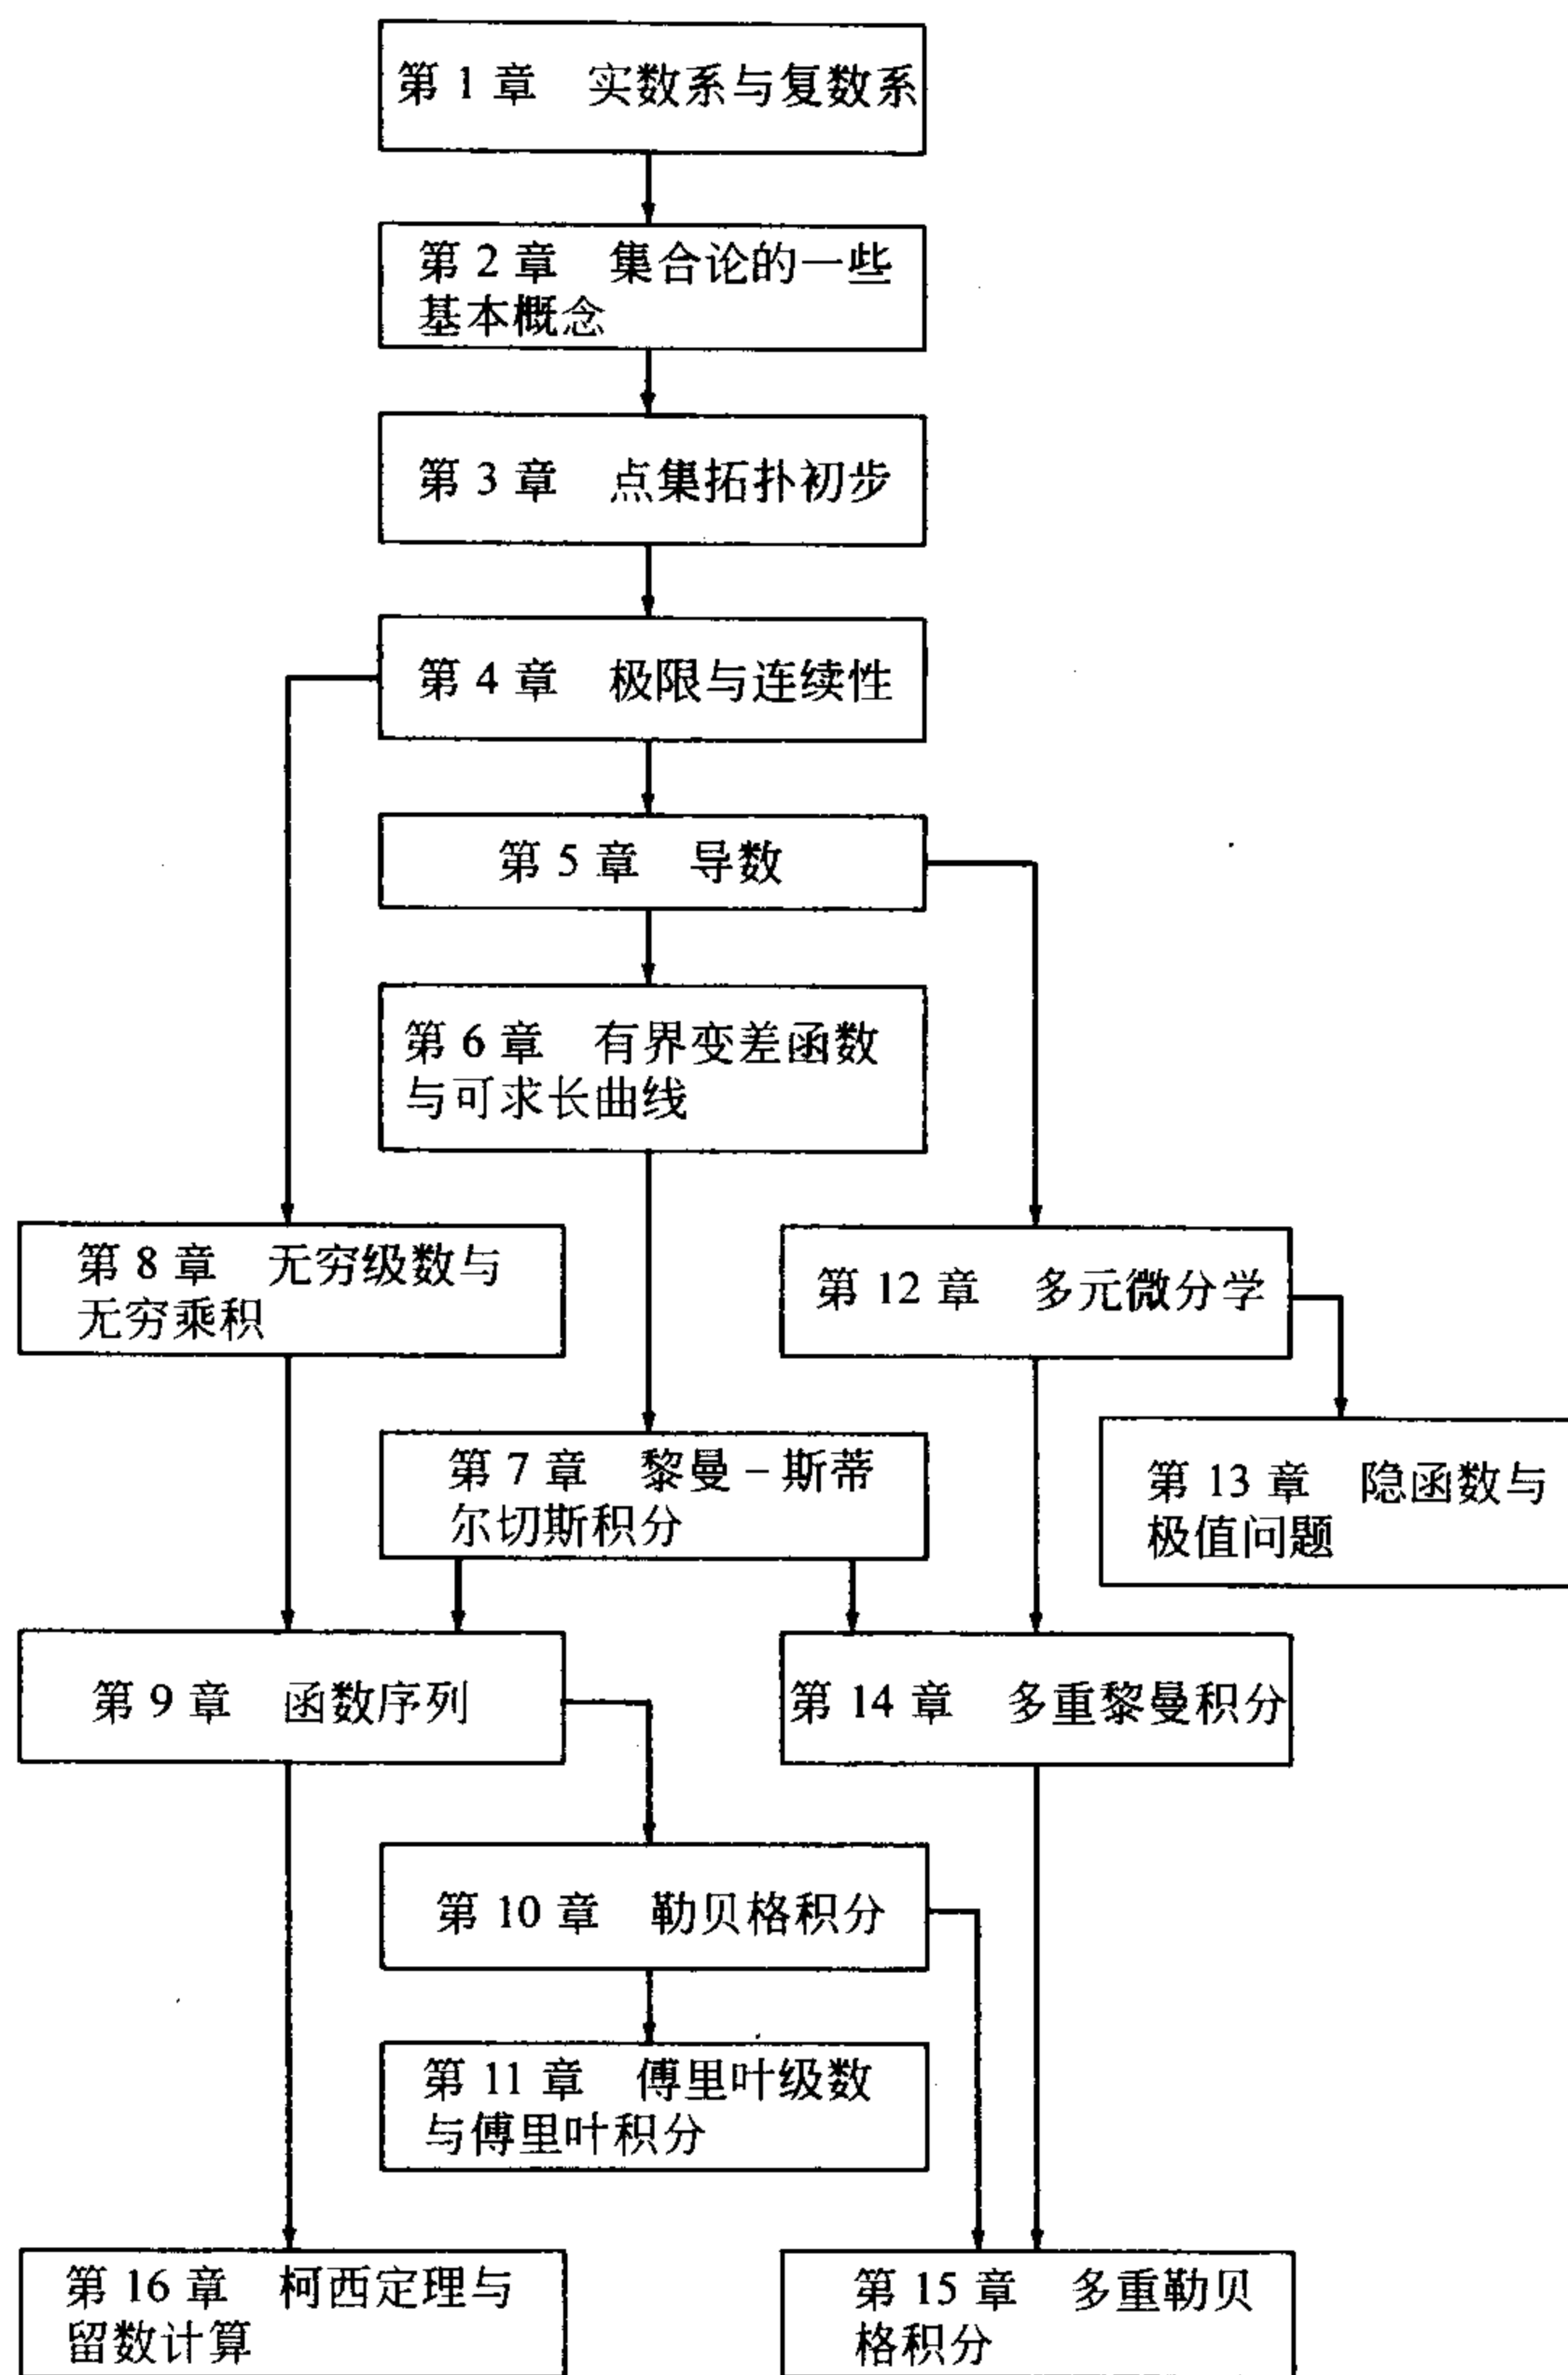 第 1 章 实数系与复数系
第 2 章 集合论的一些
基本概念
第 3 章 点集拓扑初步
第 4 章 极限与连续性
第 5 章 导数
第 6 章 有界变差函数
与可求长曲线
第 8 章 无穷级数与
无穷乘积
第 12 章 多元微分学
第 7 章 黎曼–斯蒂
尔切斯积分
第 13 章 隐函数与
极值问题
第 9 章 函数序列
第 14 章 多重黎曼积分
第 10 章 勒贝格积分
第 11 章 傅里叶级数
与傅里叶积分
第 16 章 柯西定理与
留数计算
第 15 章 多重勒贝
格积分